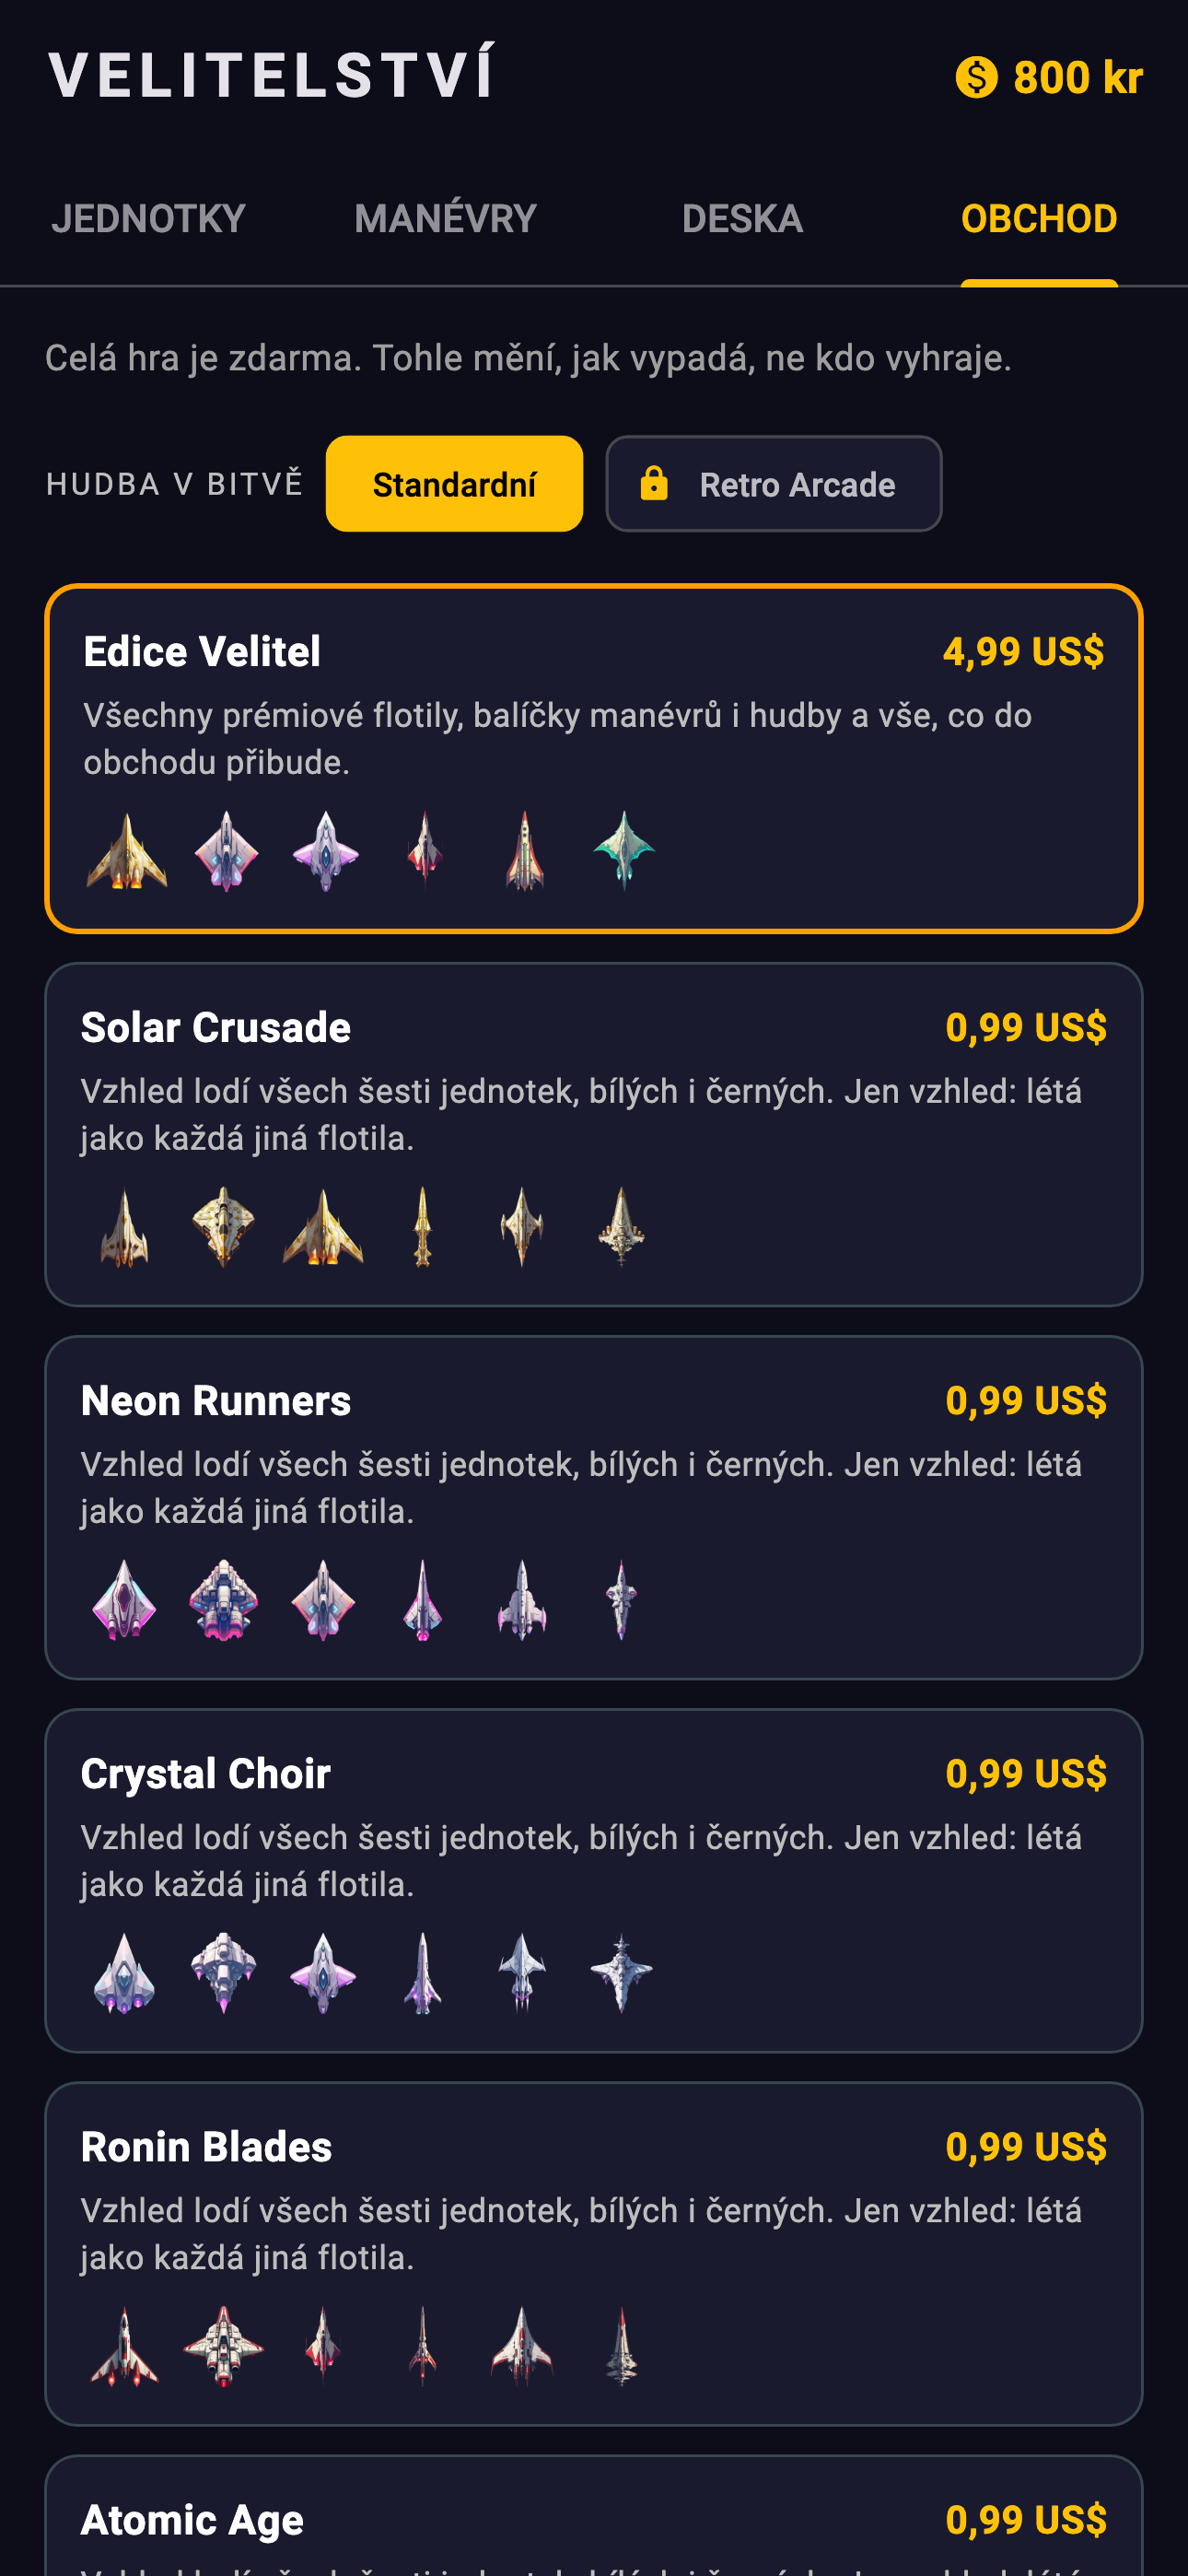 VELITELSTVÍ
800 kr
JEDNOTKY
MANÉVRY
DESKA
OBCHOD
Celá hra je zdarma. Tohle mění, jak vypadá, ne kdo vyhraje.
HUDBA V BITVĚ
Standardní
Retro Arcade
Edice Velitel
4,99 US$
Všechny prémiové flotily, balíčky manévrů i hudby a vše, co do
obchodu přibude.
Solar Crusade
0,99 US$
Vzhled lodí všech šesti jednotek, bílých i černých. Jen vzhled: létá
jako každá jiná flotila.
Neon Runners
0,99 US$
Vzhled lodí všech šesti jednotek, bílých i černých. Jen vzhled: létá
jako každá jiná flotila.
Crystal Choir
0,99 US$
Vzhled lodí všech šesti jednotek, bílých i černých. Jen vzhled: létá
jako každá jiná flotila.
Ronin Blades
0,99 US$
Vzhled lodí všech šesti jednotek, bílých i černých. Jen vzhled: létá
jako každá jiná flotila.
Atomic Age
0,99 US$